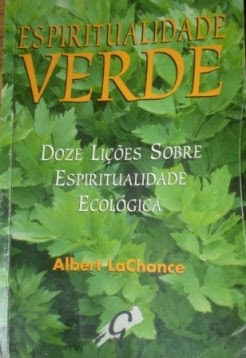 ESPIRITUALIDADE
VERDE
DOZE LIÇÕES SOBRE
ESPIRITUALIDADE
ECOLÓGICA
Albert LaChance